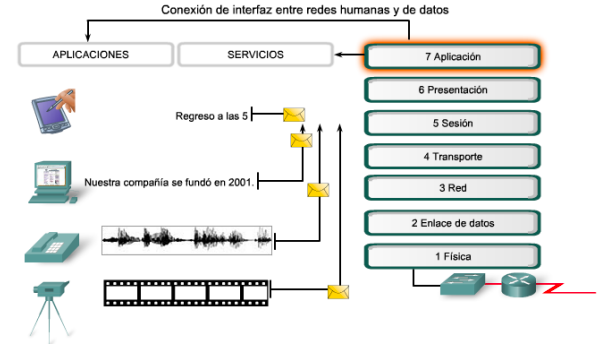 Conexión de interfaz entre redes humanas y de datos
APLICACIONES
SERVICIOS
7 Aplicación
6 Presentación
5 Sesión
4 Transporte
3 Red
2 Enlace de datos
1 Física
Regreso a las 5
Nuestra compañía se fundó en 2001.